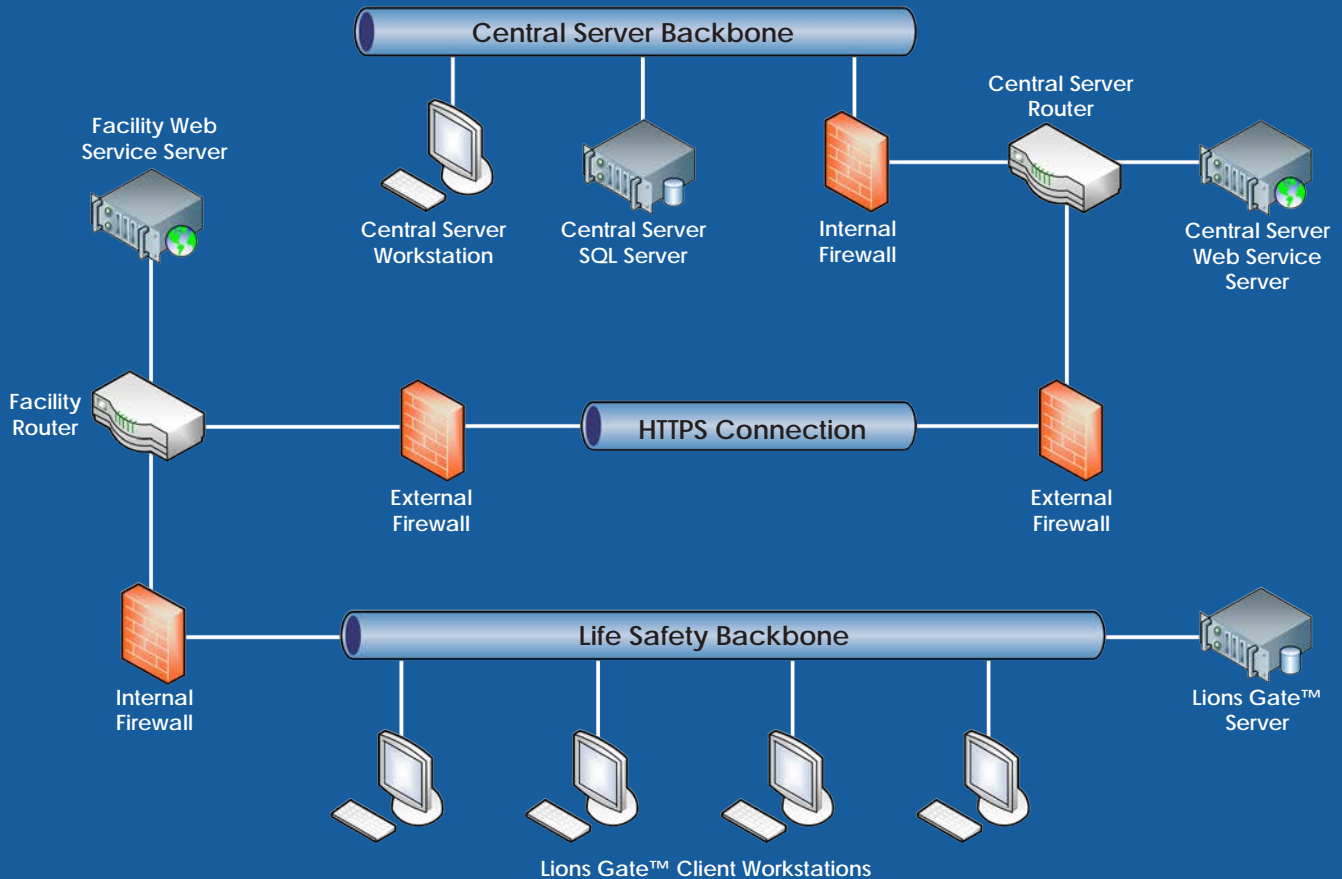 Central Server Backbone
Central Server
Router
Facility Web
Service Server
Central Server
Workstation
Central Server
SQL Server
Internal
Firewall
Central Server
Web Service
Server
Facility
Router
HTTPS Connection
External
Firewall
External
Firewall
Life Safety Backbone
Internal
Firewall
Lions Gate™
Server
Lions Gate™ Client Workstations